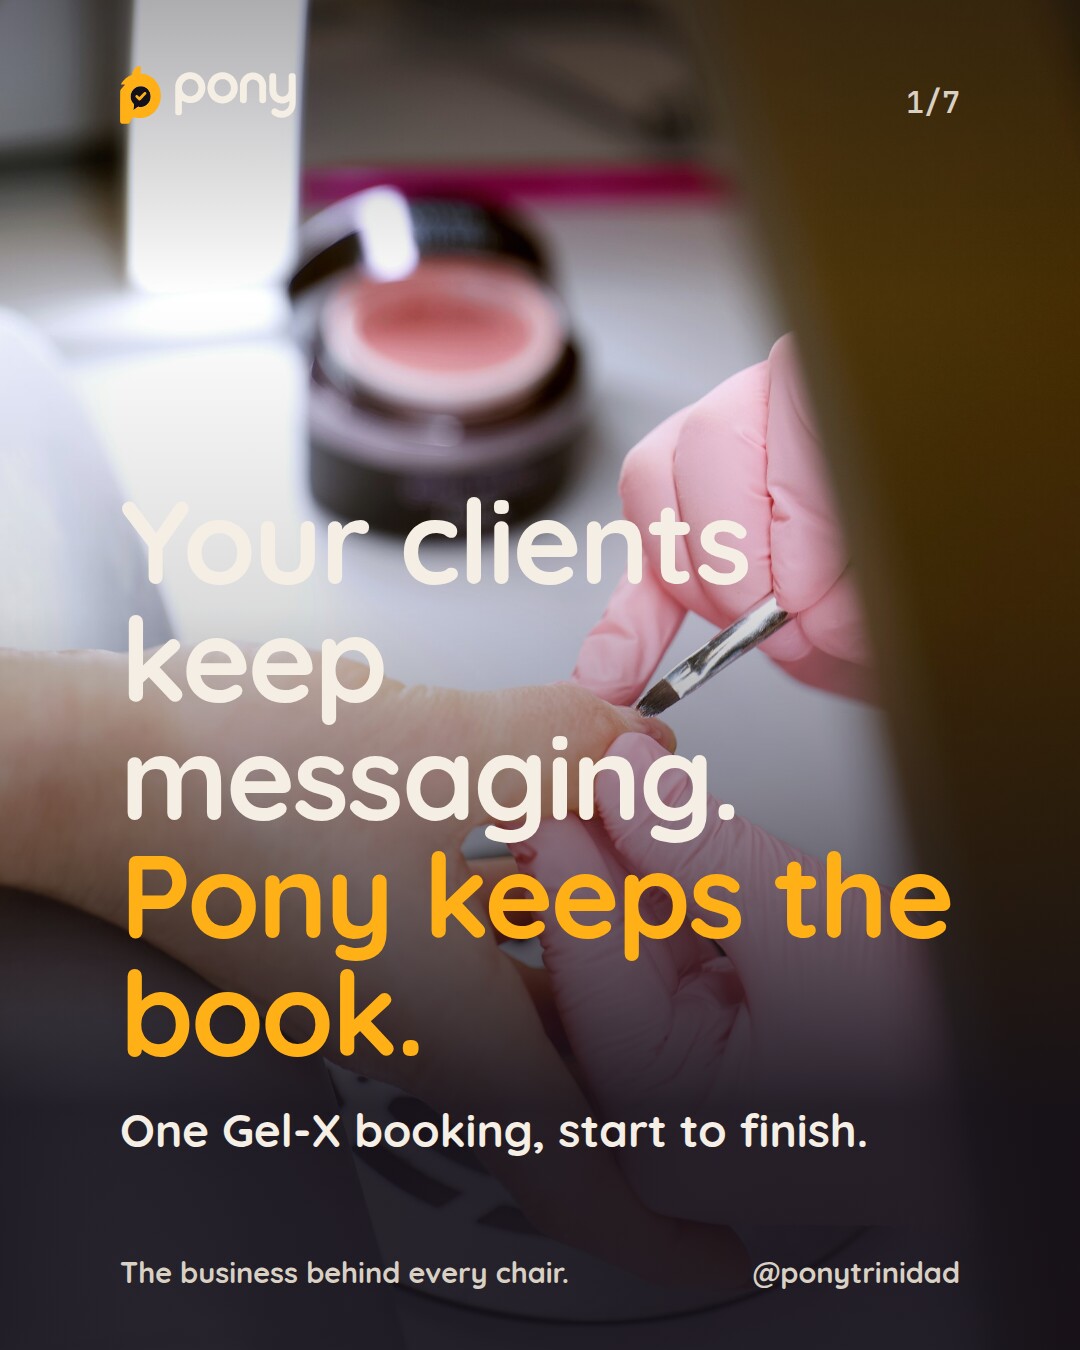 pony
1/7
Your clients
keep
messaging.
Pony keeps the
book.
One Gel-X booking, start to finish.
The business behind every chair.
@ponytrinidad